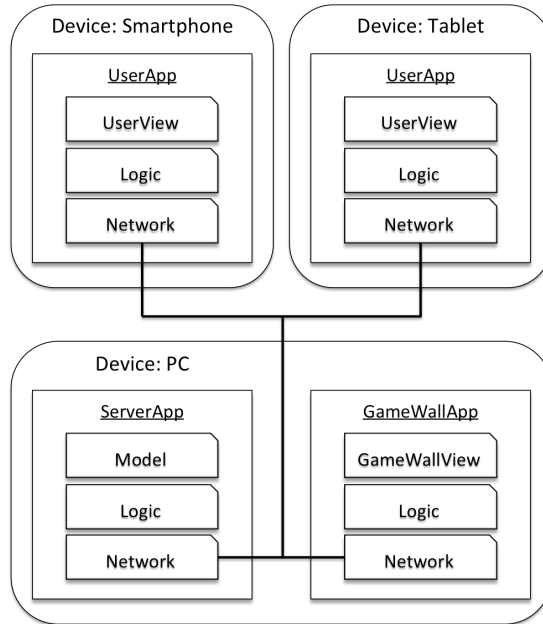 Device: Smartphone
UserApp
UserView
Logic
Network
Device: Tablet
UserApp
UserView
Logic
Network
Device: PC
ServerApp
Model
Logic
Network
GameWallApp
GameWallView
Logic
Network